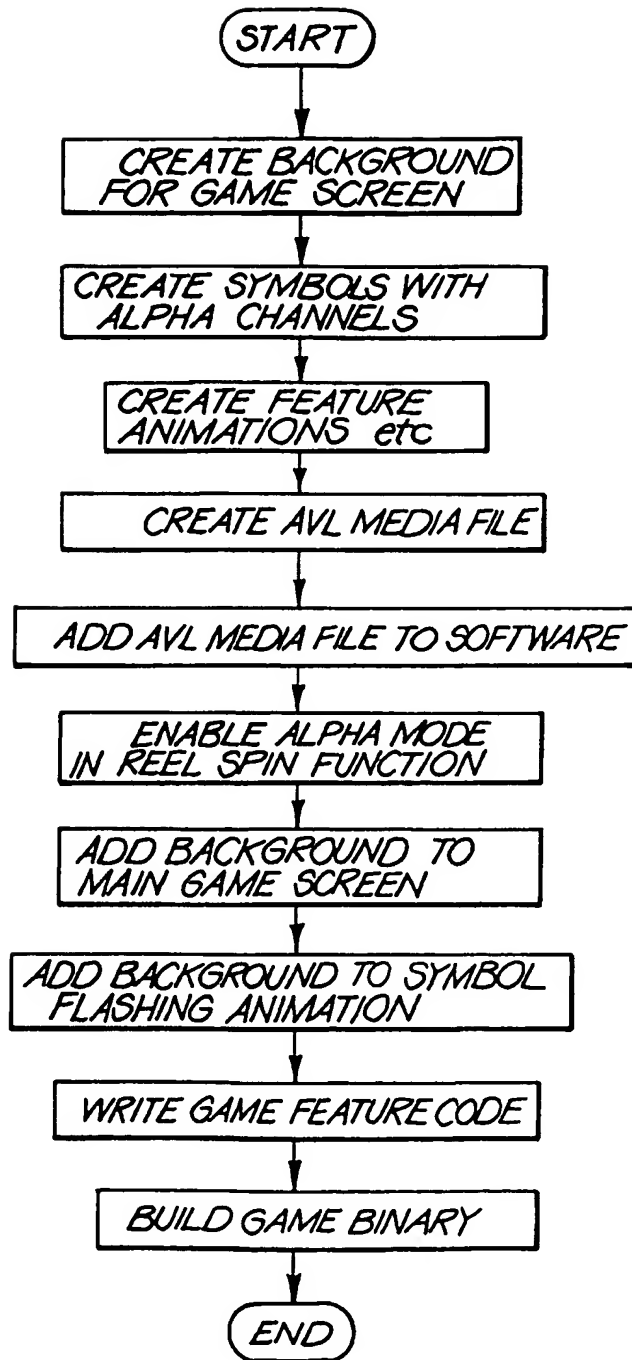 START
CREATE BACKGROUND
FOR GAME SCREEN
CREATE SYMBOLS WITH
ALPHA CHANNELS
CREATE FEATURE
ANIMATIONS etc
CREATE AVL MEDIA FILE
ADD AVL MEDIA FILE TO SOFTWARE
ENABLE ALPHA MODE
IN REEL SPIN FUNCTION
ADD BACKGROUND TO
MAIN GAME SCREEN
ADD BACKGROUND TO SYMBOL
FLASHING ANIMATION
WRITE GAME FEATURE CODE
BUILD GAME BINARY
END